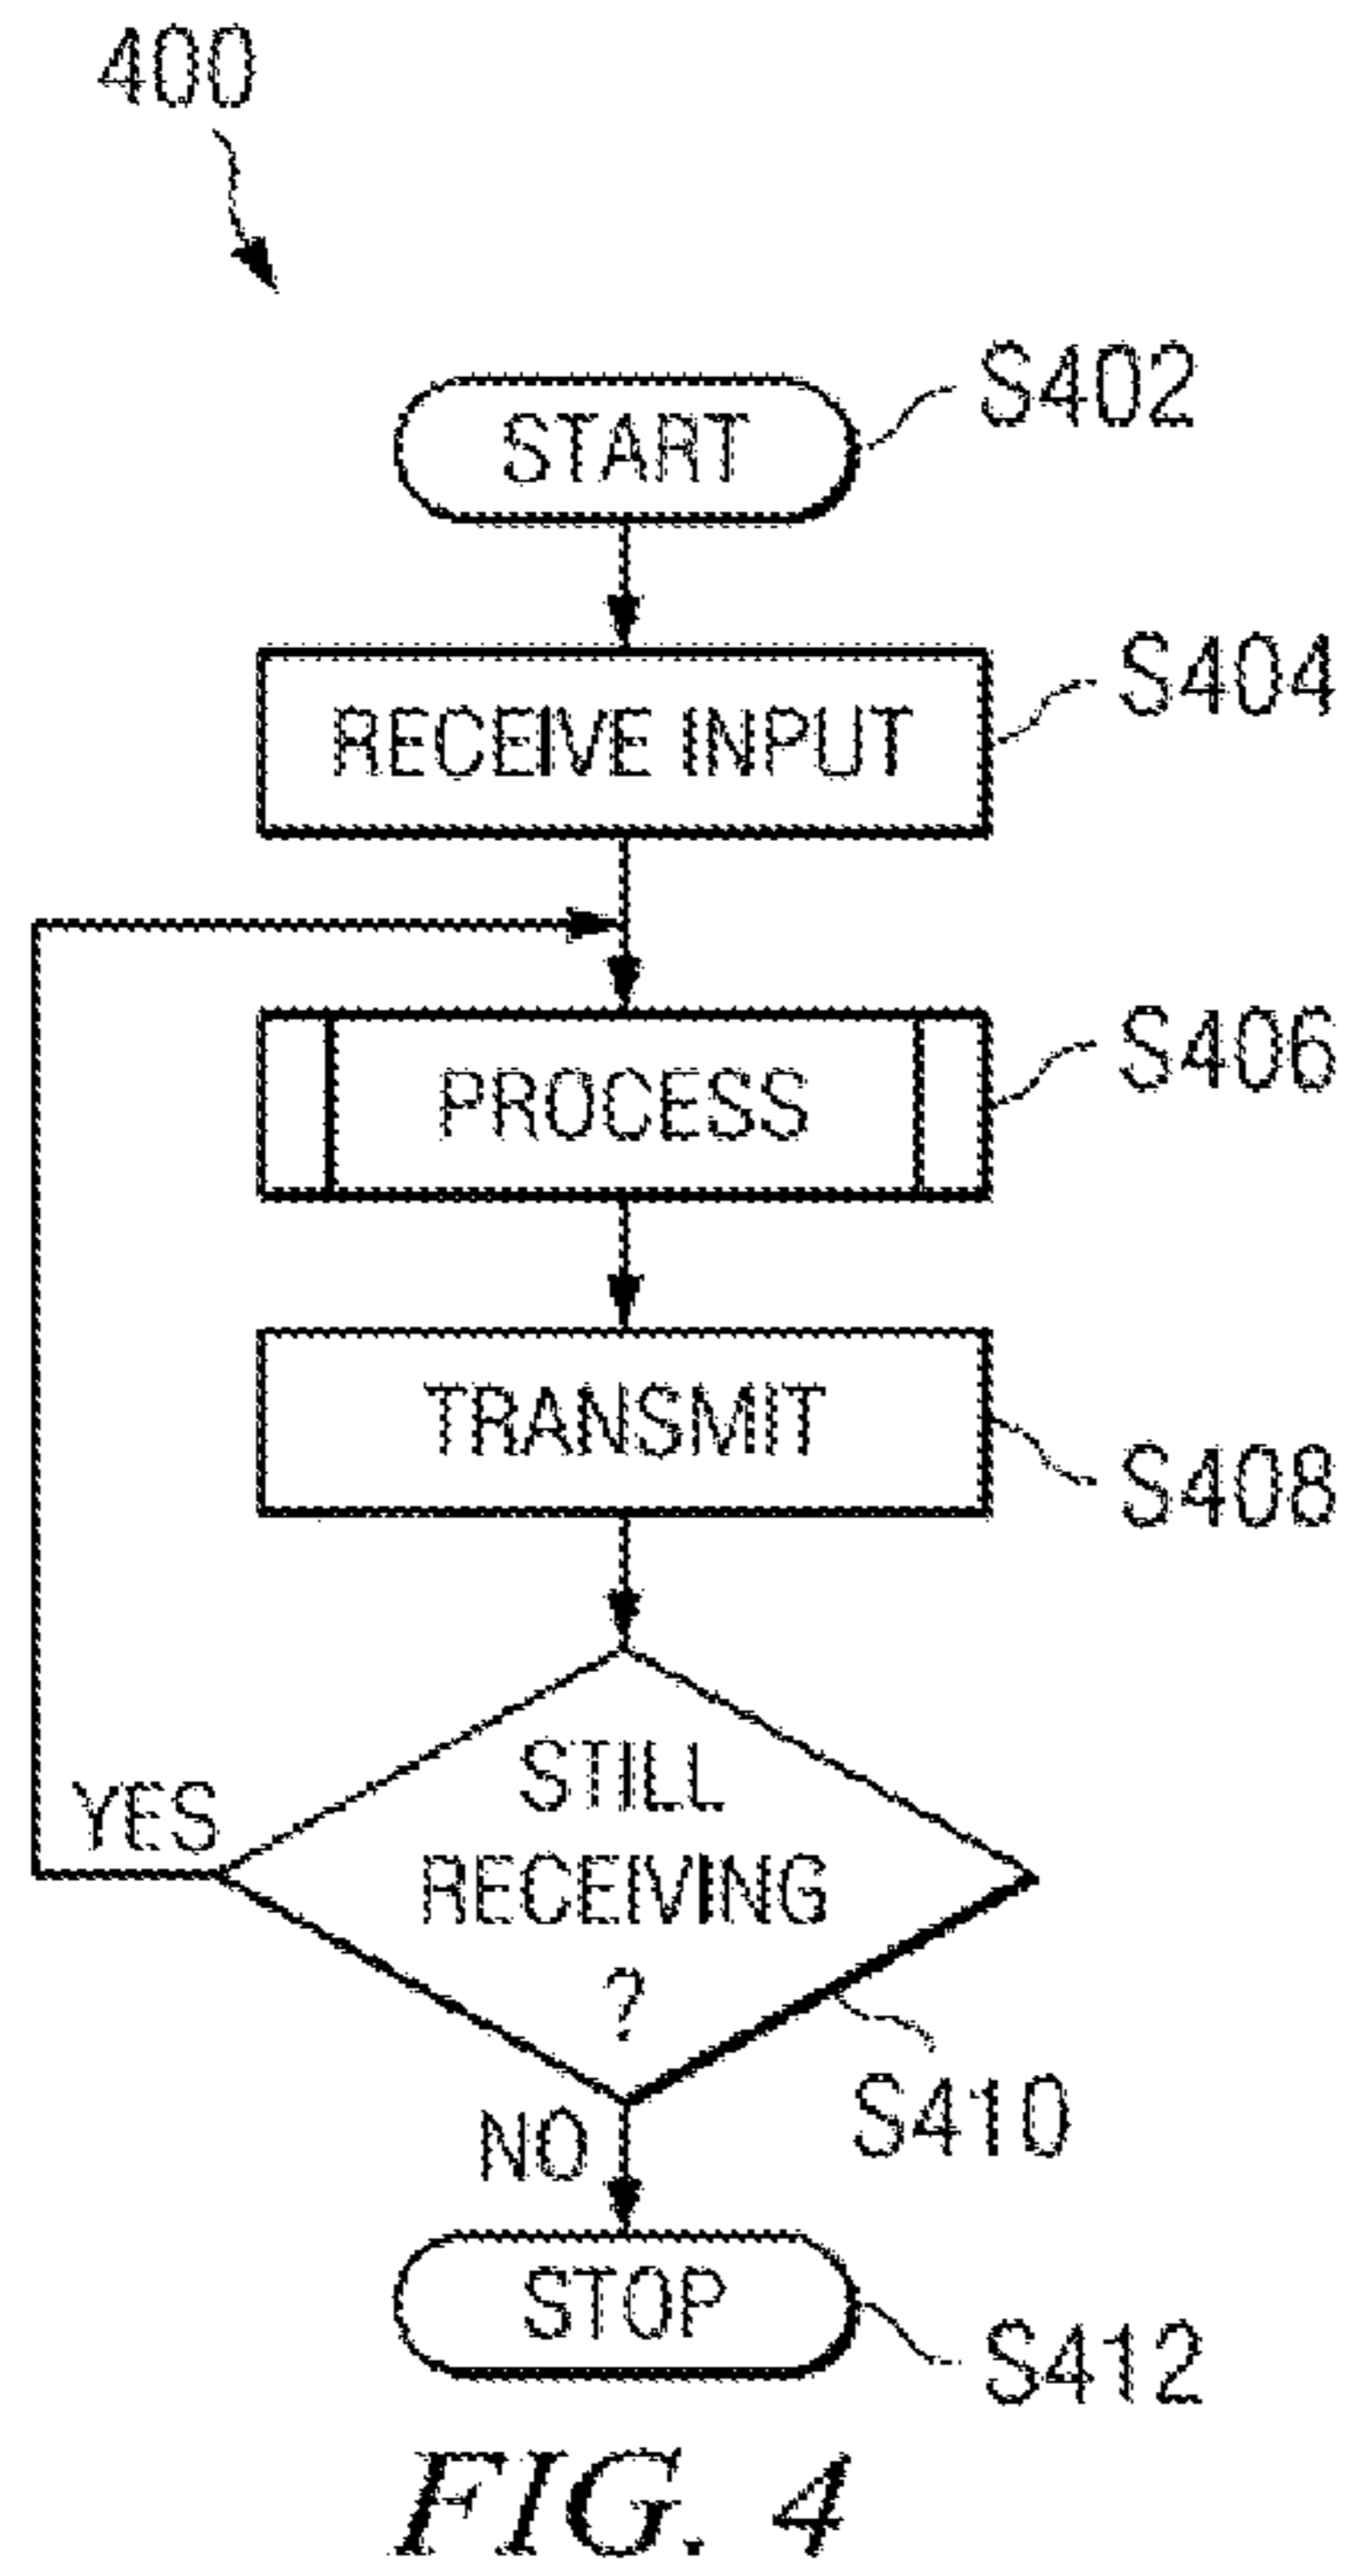 400
START
S402
RECEIVE INPUT
S404
PROCESS
S406
TRANSMIT
S408
STILL
RECEIVING
?
YES
S410
NO
STOP
S412
FIG. 4